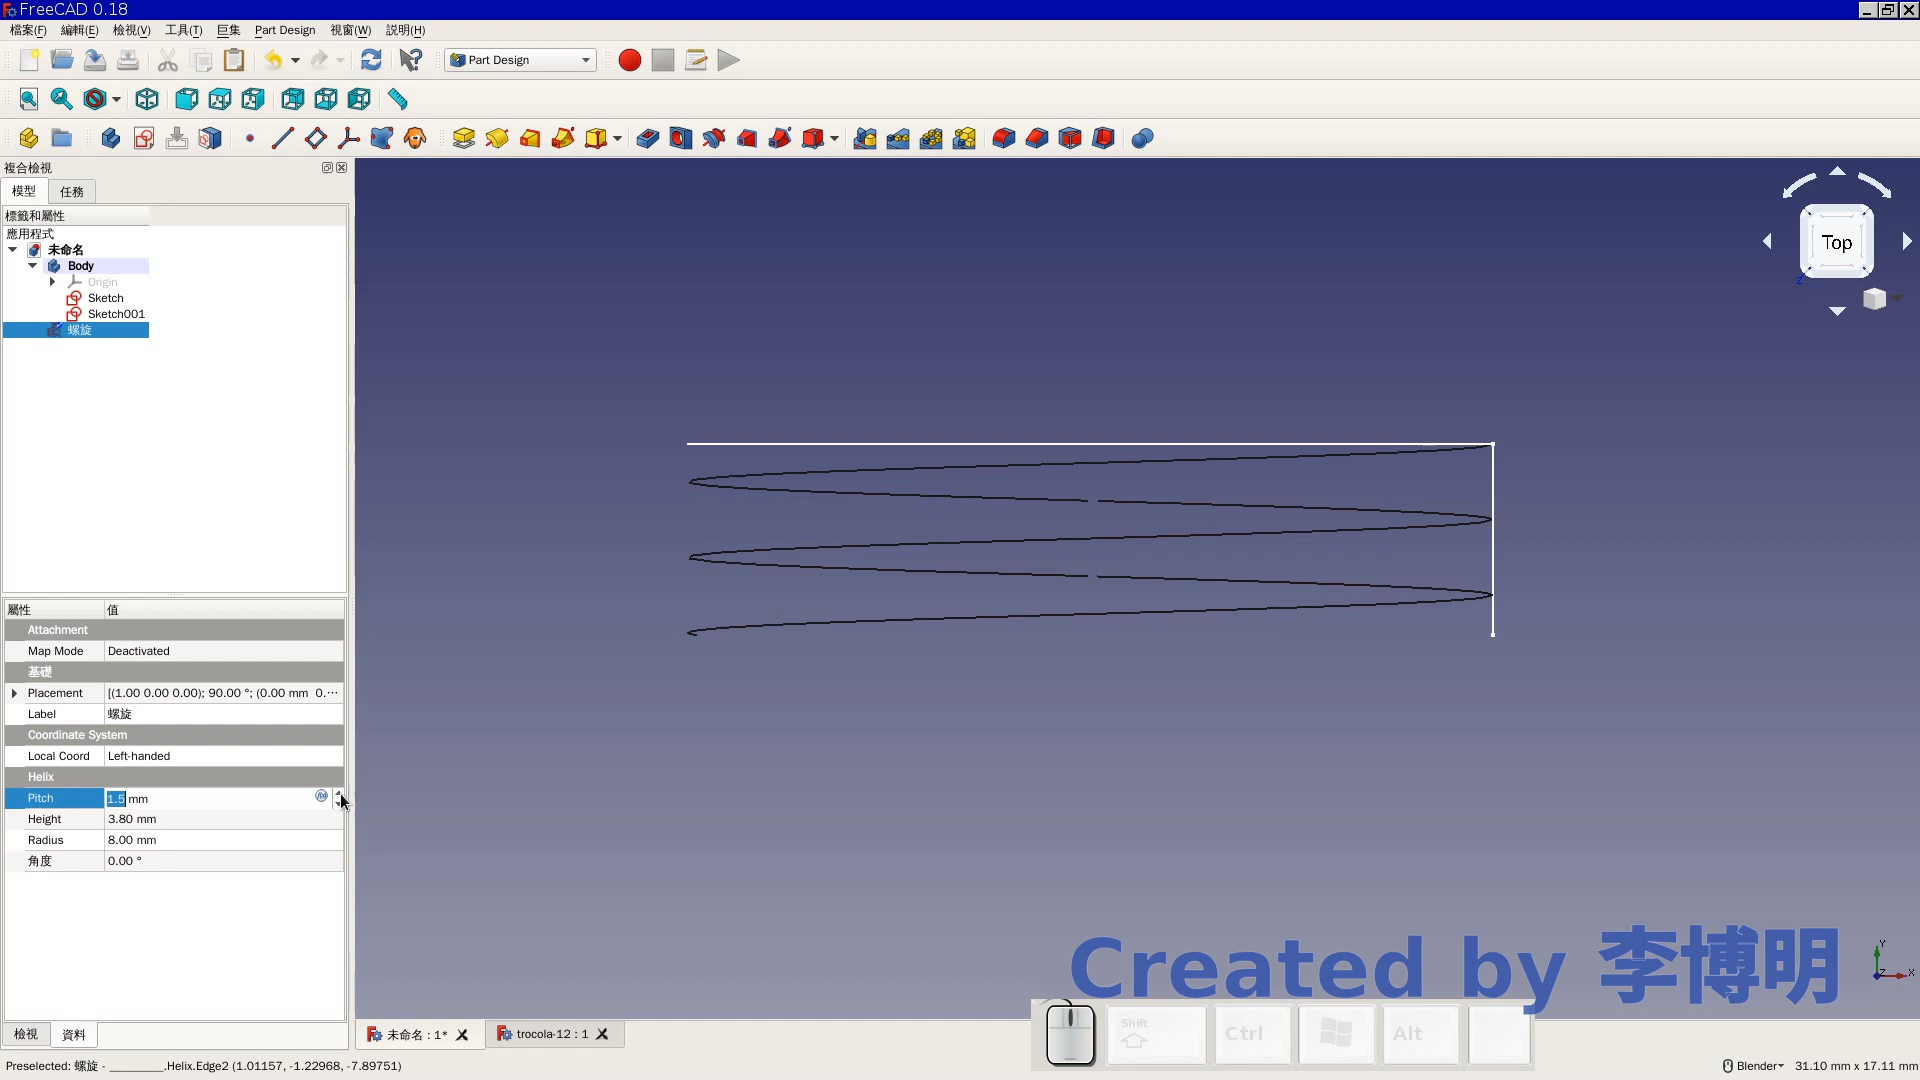 FreeCAD 0.18
檔案(F) 編輯(E) 檢視(V) 工具(T) 巨集 Part Design 視窗(W) 説明(H)
Part Design
複合檢視
模型 任務
標籤和屬性
應用程式
未命名
Body
Origin
Sketch
Sketch001
螺旋
Top
Z
屬性 值
Attachment
Map Mode Deactivated
基礎
Placement [(1.00 0.00 0.00); 90.00 °; (0.00 mm 0.⋯
Label 螺旋
Coordinate System
Local Coord Left-handed
Helix
Pitch 1.5 mm
Height 3.80 mm
Radius 8.00 mm
角度 0.00 °
Created by 李博明
Y
Z X
檢視 資料
未命名 : 1*
trocola-12 : 1
Shift
Ctrl
Alt
Preselected: 螺旋 - ________.Helix.Edge2 (1.01157, -1.22968, -7.89751)
Blender
31.10 mm x 17.11 mm